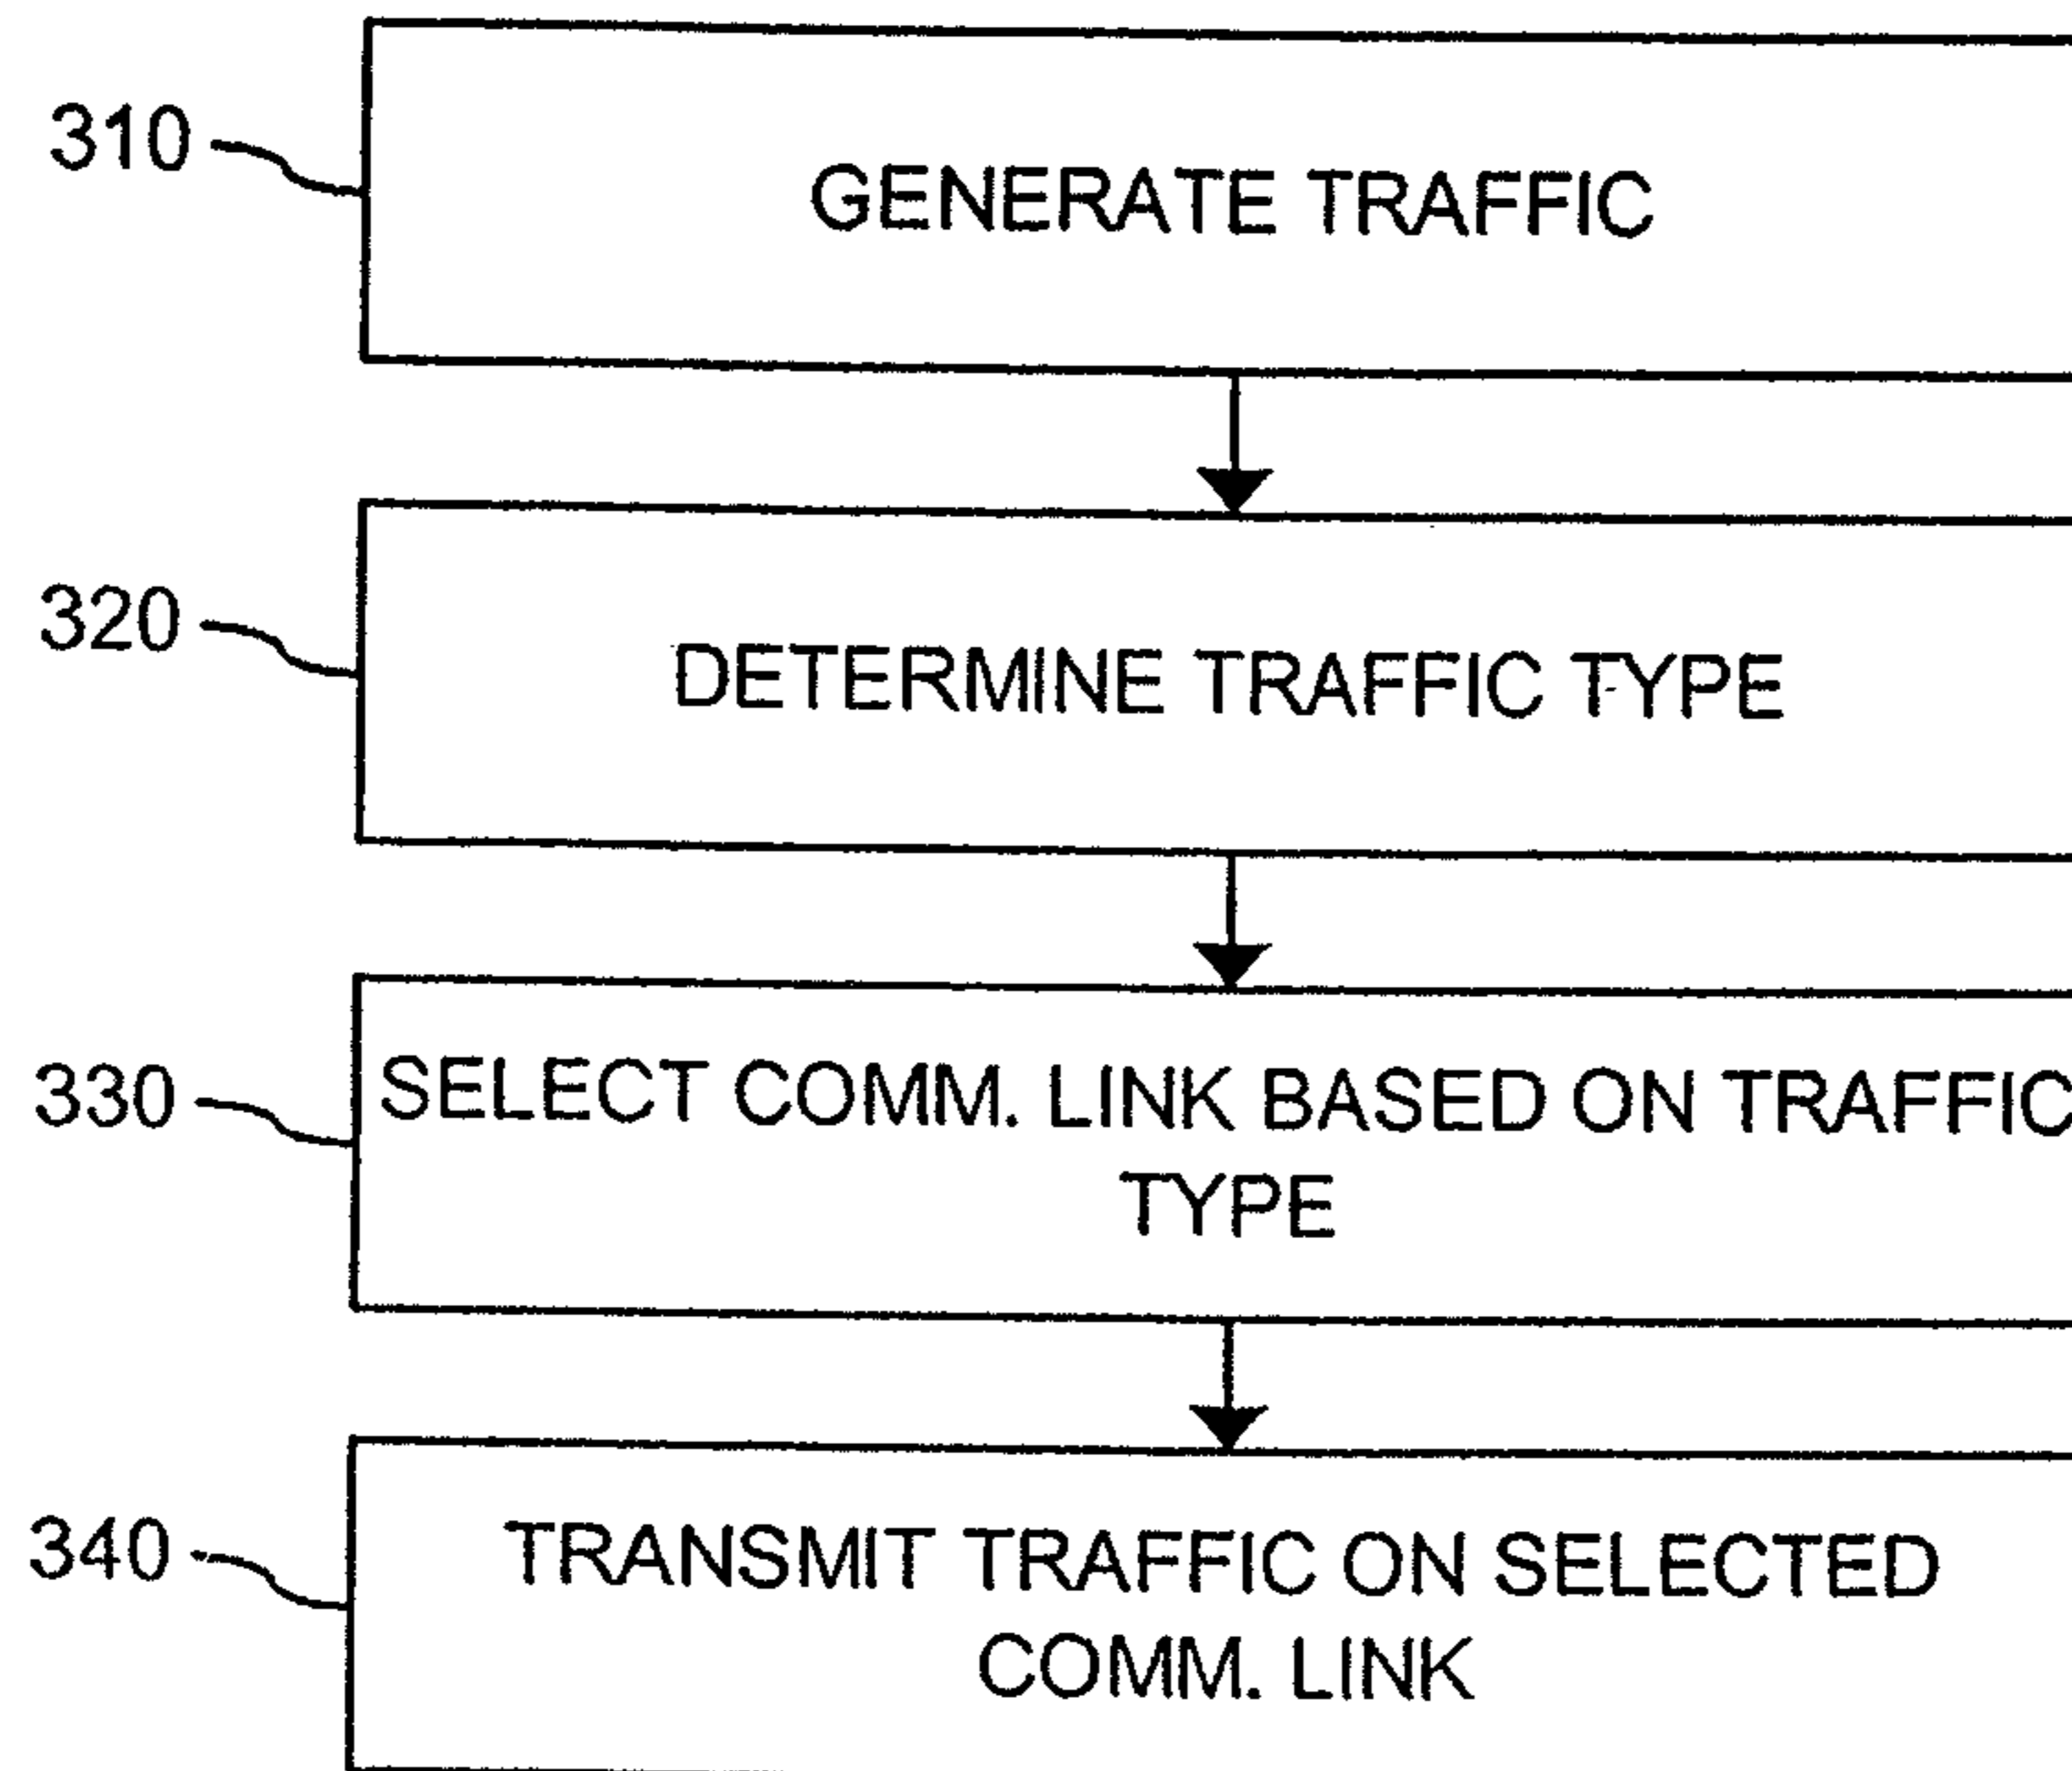 310
GENERATE TRAFFIC
320
DETERMINE TRAFFIC TYPE
330
SELECT COMM. LINK BASED ON TRAFFIC
TYPE
340
TRANSMIT TRAFFIC ON SELECTED
COMM. LINK